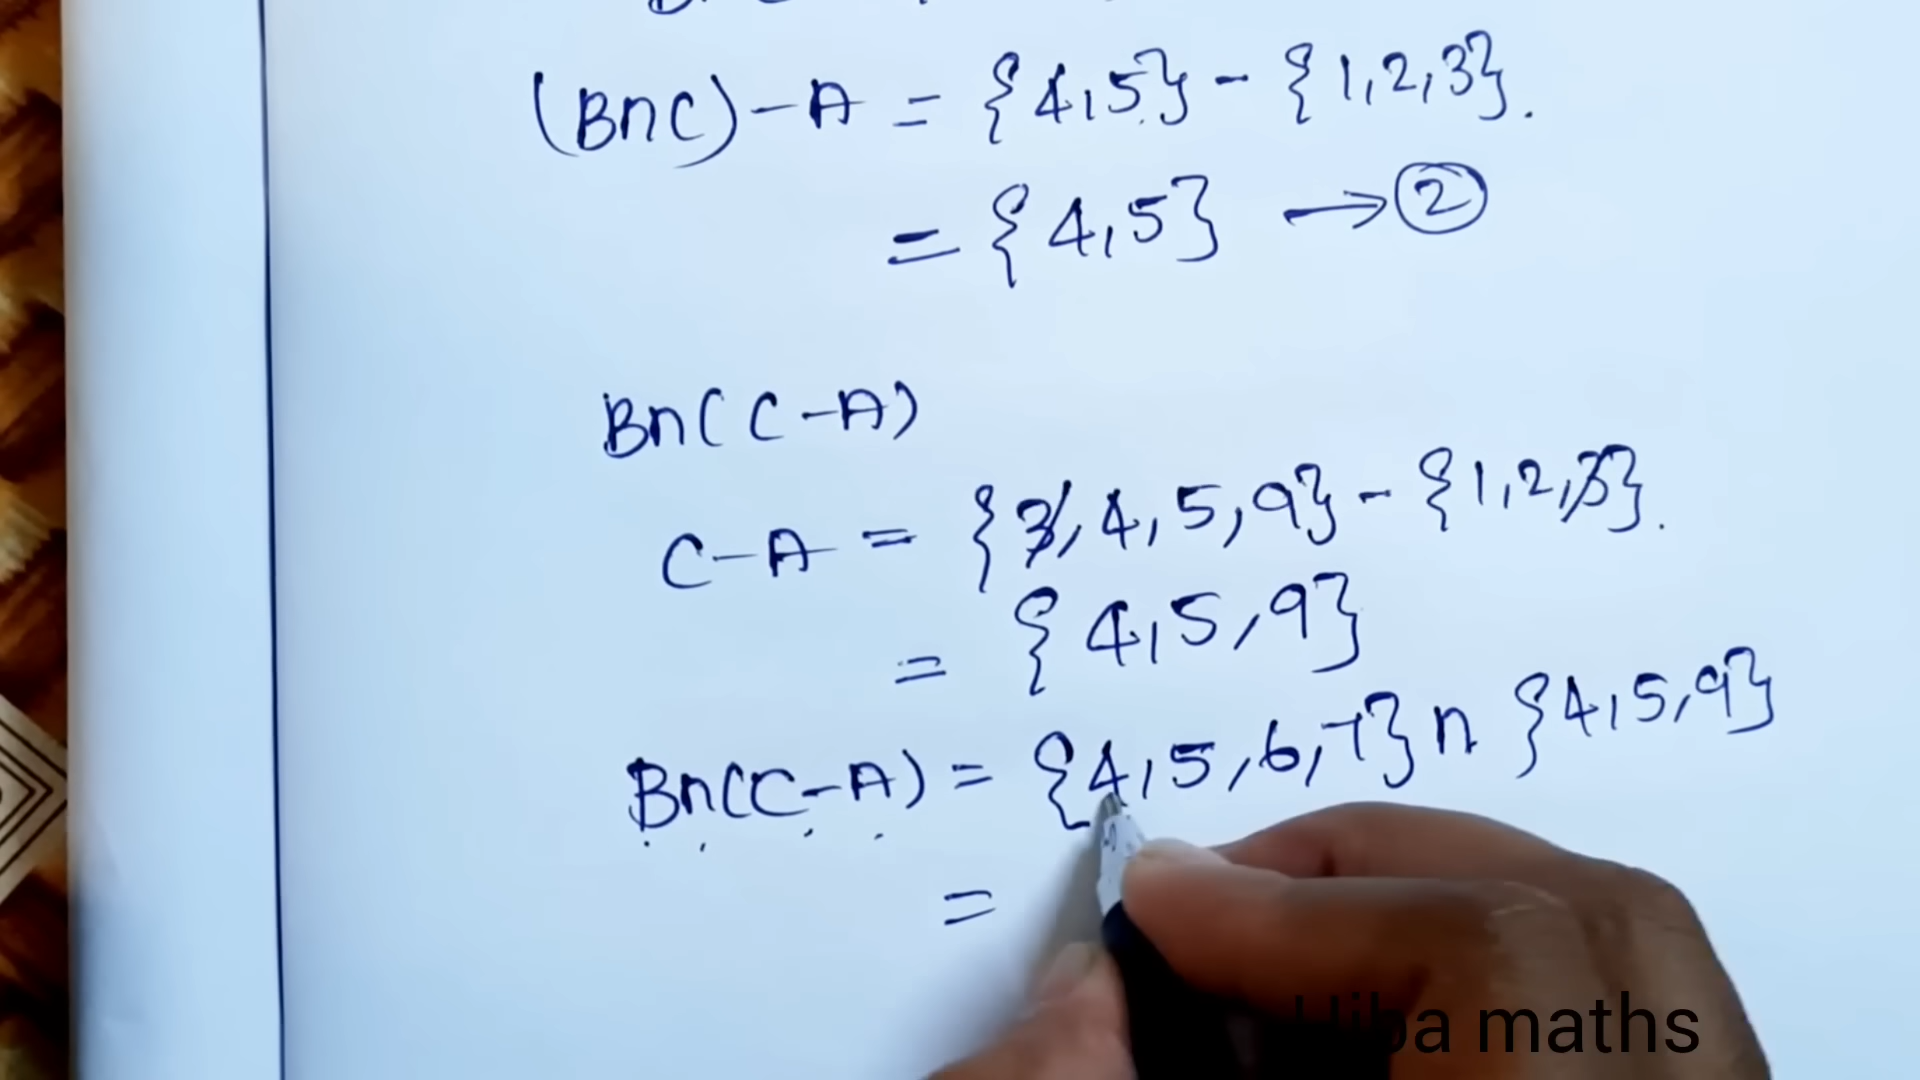 (B∩C)-A = {4,5} - {1,2,3}.
= {4,5} → 2
B∩(C-A)
C-A = {3,4,5,9} - {1,2,3}.
= {4,5,9}
B∩(C-A) = {4,5,6,7} ∩ {4,5,9}
=
Hiba maths